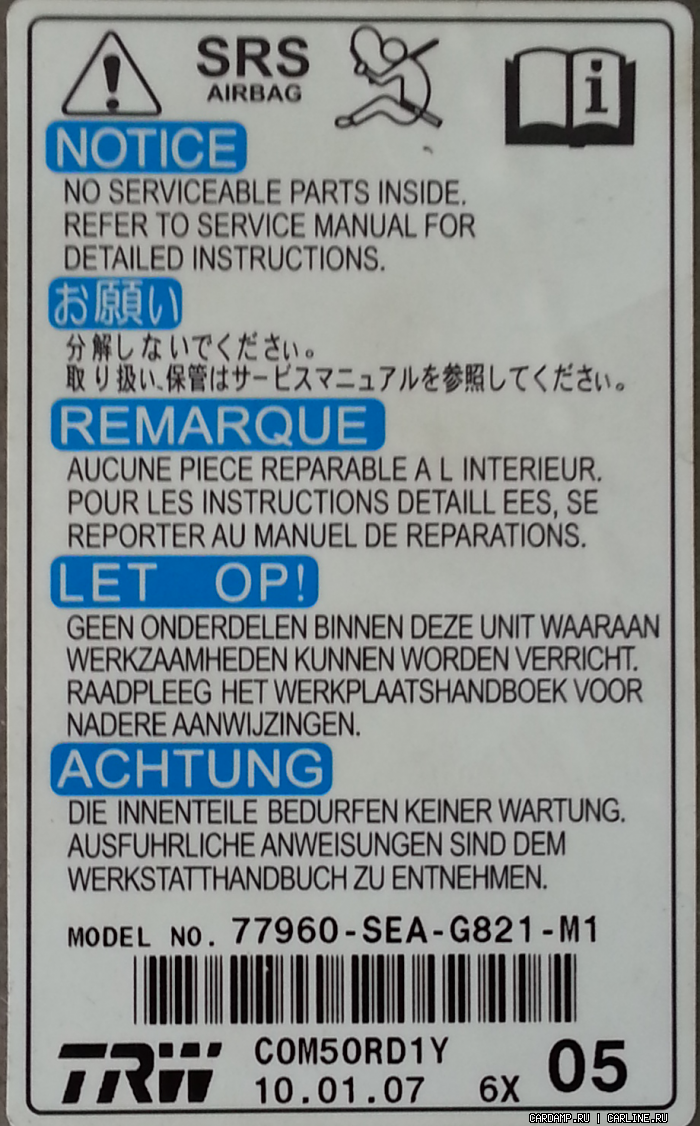 SRS
AIRBAG
i
NOTICE
NO SERVICEABLE PARTS INSIDE.
REFER TO SERVICE MANUAL FOR
DETAILED INSTRUCTIONS.
お願い
分解しないでください。
取り扱い、保管はサービスマニュアルを参照してください。
REMARQUE
AUCUNE PIECE REPARABLE A L INTERIEUR.
POUR LES INSTRUCTIONS DETAILL EES, SE
REPORTER AU MANUEL DE REPARATIONS.
LET OP!
GEEN ONDERDELEN BINNEN DEZE UNIT WAARAAN
WERKZAAMHEDEN KUNNEN WORDEN VERRICHT.
RAADPLEEG HET WERKPLAATSHANDBOEK VOOR
NADERE AANWIJZINGEN.
ACHTUNG
DIE INNENTEILE BEDURFEN KEINER WARTUNG.
AUSFUHRLICHE ANWEISUNGEN SIND DEM
WERKSTATTHANDBUCH ZU ENTNEHMEN.
MODEL NO. 77960-SEA-G821-M1
TRW COM50RD1Y
10.01.07 6X 05
CARDAMP.RU | CARLINE.RU